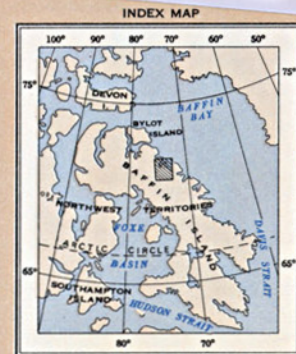 INDEX MAP
100° 90° 80° 70° 60° 50°
75° 75°
DEVON
BAFFIN
BAY
BYLOT
ISLAND
BAFFIN ISLAND
NORTHWEST TERRITORIES
FOXE
ARCTIC CIRCLE
BASIN
DAVIS STRAIT
65° 65°
SOUTHAMPTON
ISLAND
HUDSON STRAIT
80° 70°